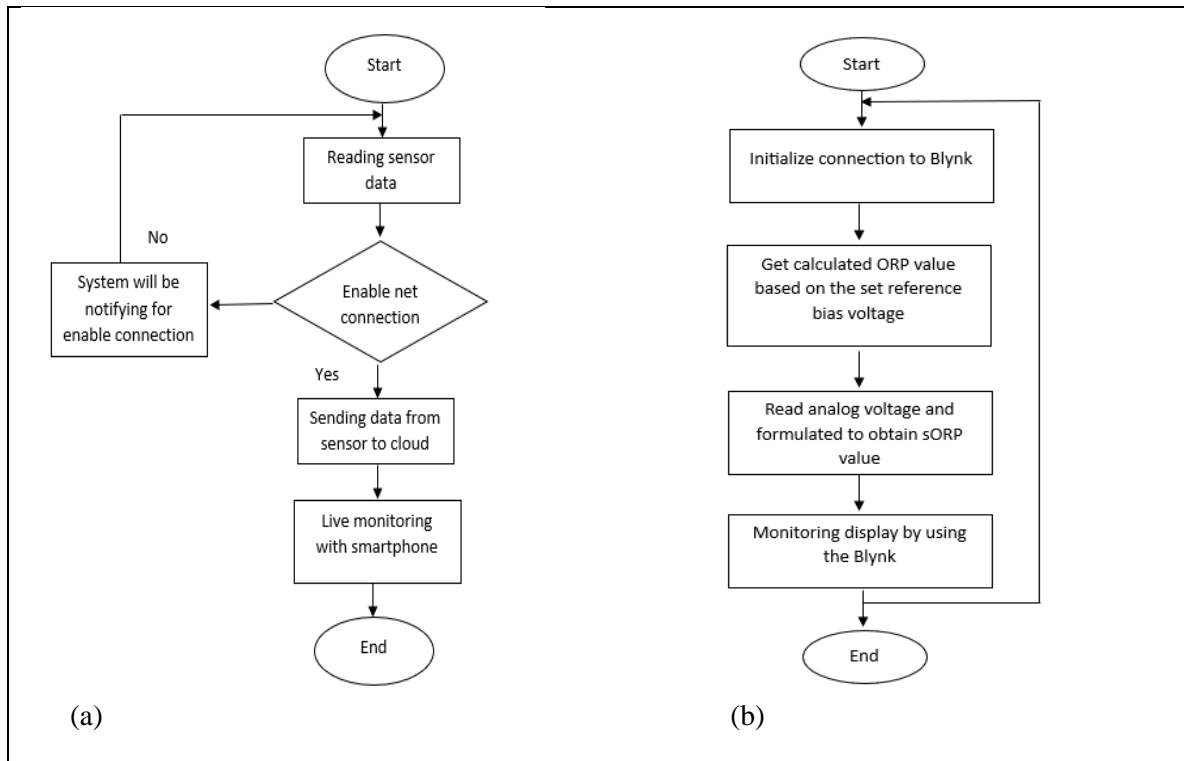 Start
Reading sensor
data
No
System will be
notifying for
enable connection
Enable net
connection
Yes
Sending data from
sensor to cloud
Live monitoring
with smartphone
End
(a)
Start
Initialize connection to Blynk
Get calculated ORP value
based on the set reference
bias voltage
Read analog voltage and
formulated to obtain sORP
value
Monitoring display by using
the Blynk
End
(b)